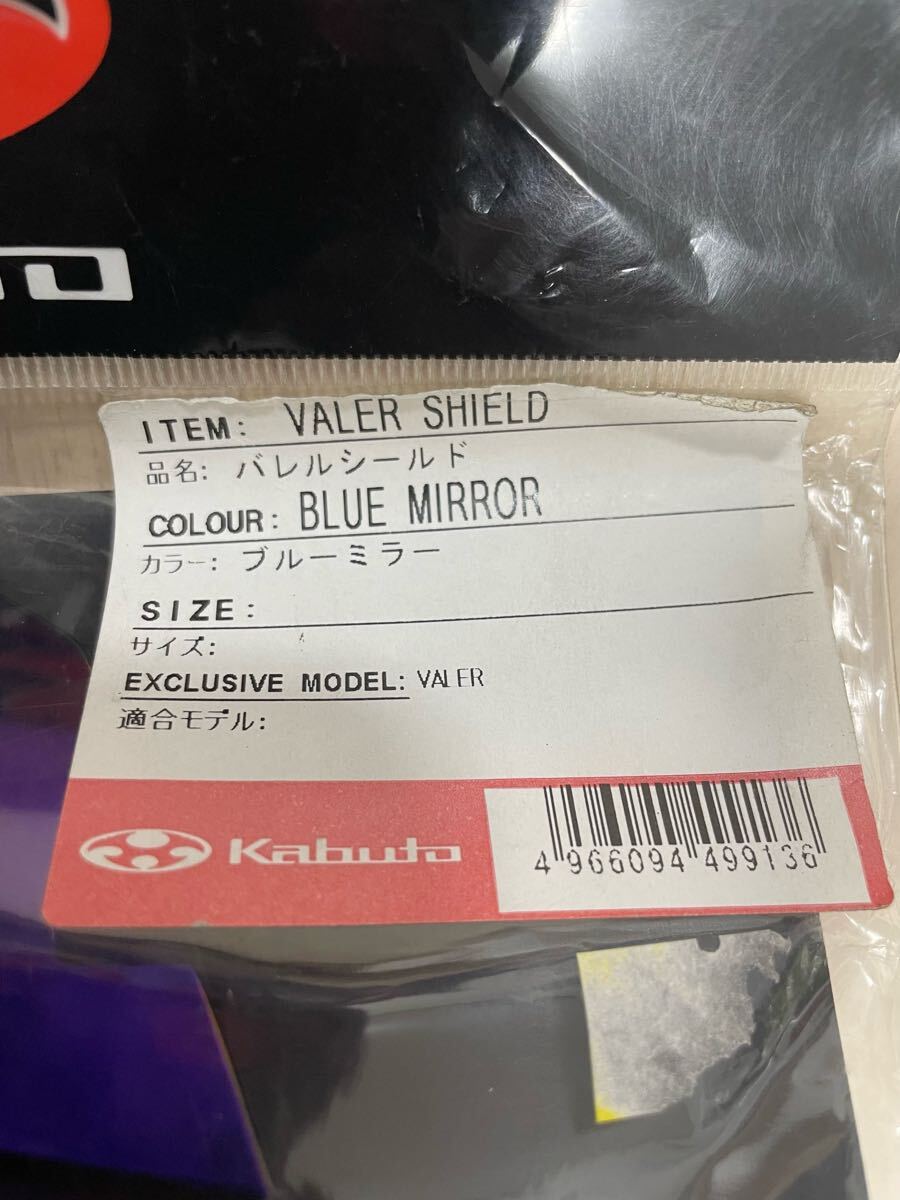 ITEM: VALER SHIELD
品名: バレルシールド
COLOUR: BLUE MIRROR
カラー: ブルーミラー
SIZE:
サイズ:
EXCLUSIVE MODEL: VALER
適合モデル:
Kabuto
4 966094 499136